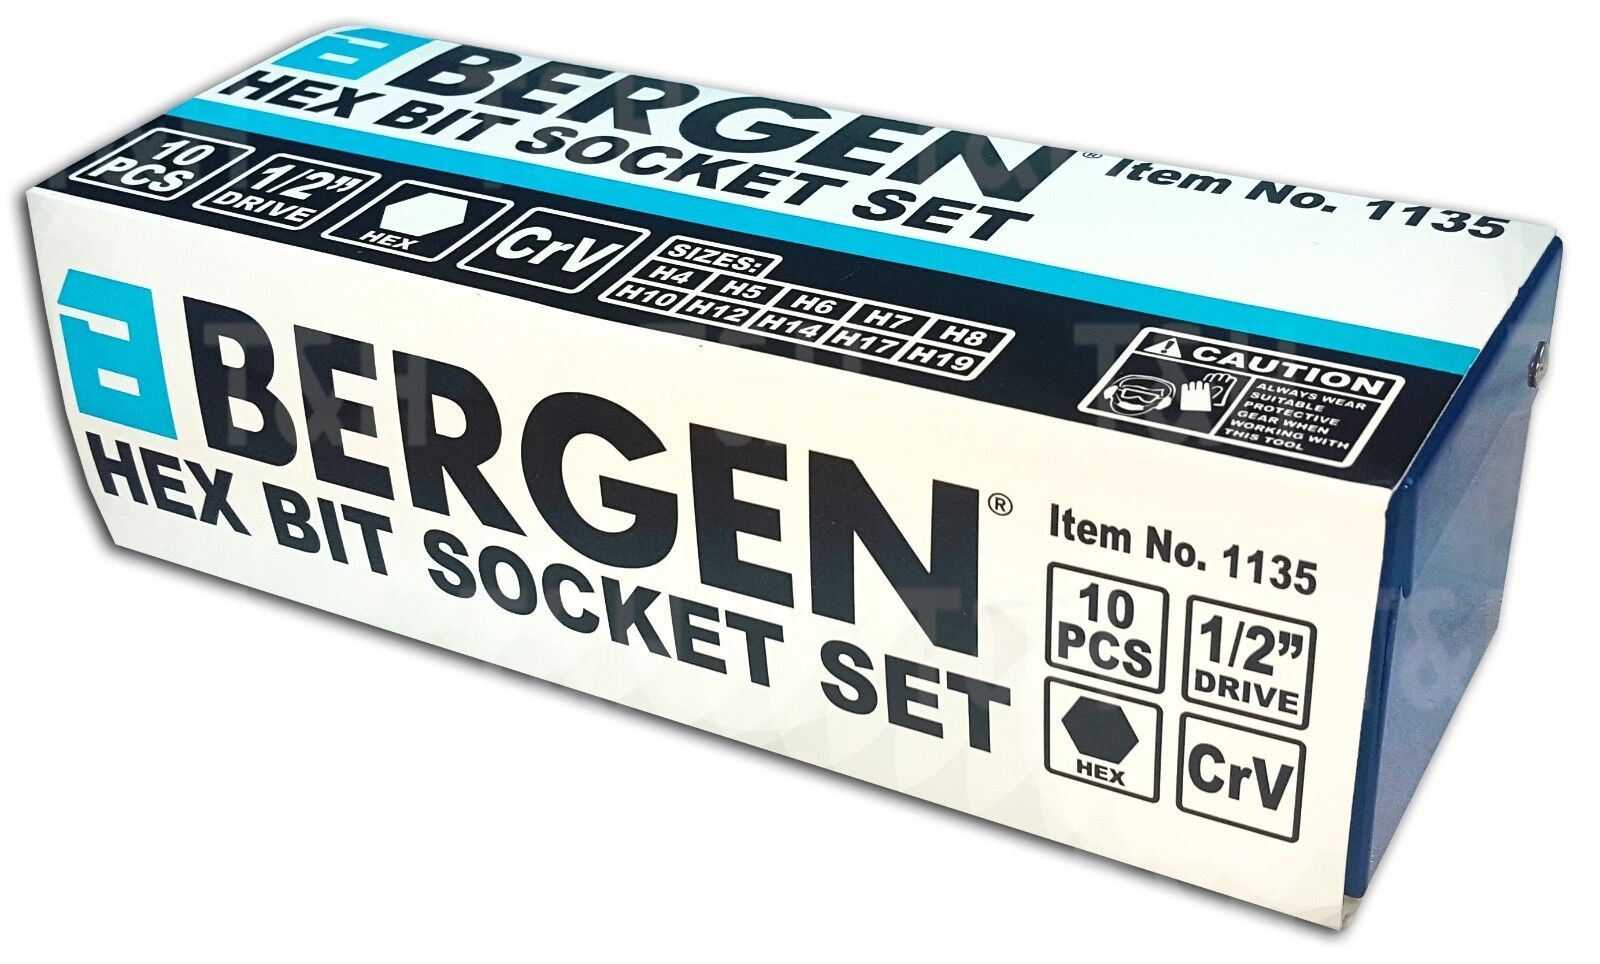 BERGEN
HEX BIT SOCKET SET
® Item No. 1135
10 PCS
1/2” DRIVE
HEX
CrV
SIZES:
H4 H5 H6 H7 H8
H10 H12 H14 H17 H19
CAUTION
ALWAYS WEAR
SUITABLE
PROTECTIVE
GEAR WHEN
WORKING WITH
THIS TOOL
BERGEN®
HEX BIT SOCKET SET
Item No. 1135
10
PCS
1/2”
DRIVE
HEX
CrV